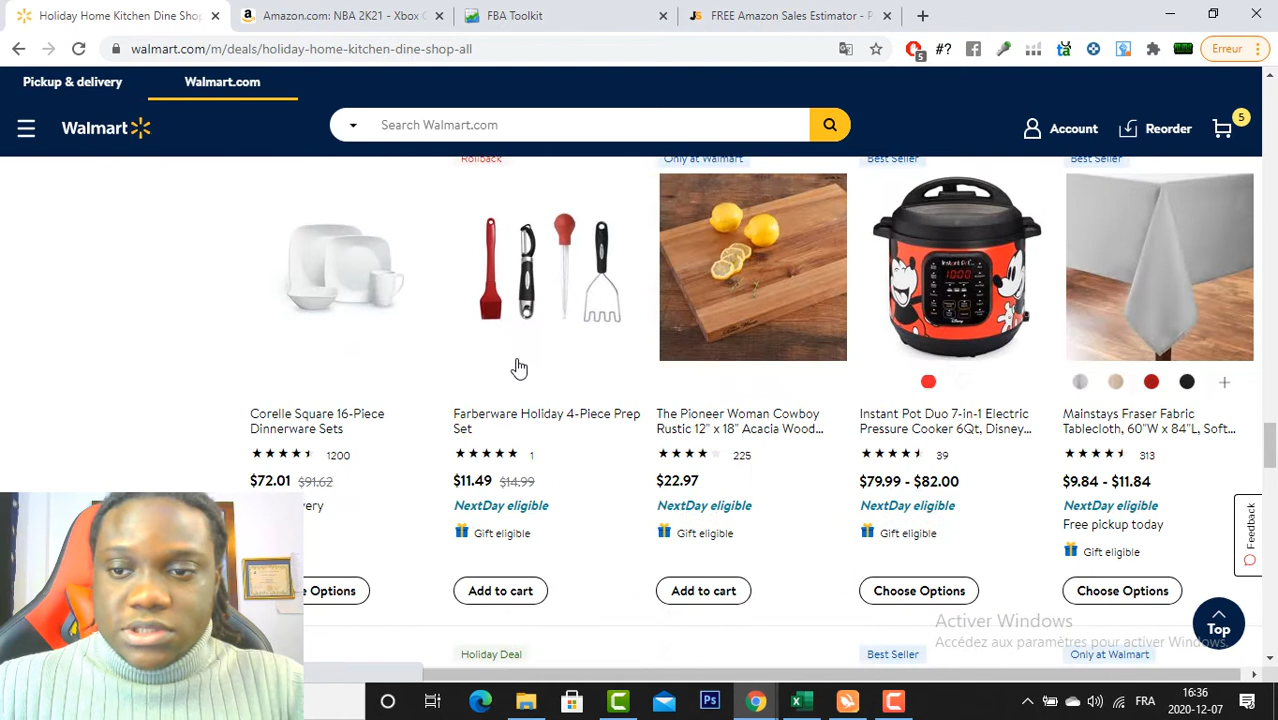 Holiday Home Kitchen Dine Shop
Amazon.com: NBA 2K21 - Xbox
FBA Toolkit
FREE Amazon Sales Estimator - P
walmart.com/m/deals/holiday-home-kitchen-dine-shop-all
5
#?
Erreur
Pickup & delivery
Walmart.com
Walmart
Search Walmart.com
Account
Reorder
5
Rollback
Only at Walmart
Best Seller
Best Seller
Corelle Square 16-Piece
Dinnerware Sets
1200
$72.01 $91.62
Farberware Holiday 4-Piece Prep
Set
1
$11.49 $14.99
NextDay eligible
Gift eligible
Add to cart
The Pioneer Woman Cowboy
Rustic 12" x 18" Acacia Wood...
225
$22.97
NextDay eligible
Gift eligible
Add to cart
Instant Pot Duo 7-in-1 Electric
Pressure Cooker 6Qt, Disney...
39
$79.99 - $82.00
NextDay eligible
Gift eligible
Choose Options
Mainstays Fraser Fabric
Tablecloth, 60"W x 84"L, Soft...
313
$9.84 - $11.84
NextDay eligible
Free pickup today
Gift eligible
Choose Options
Options
Feedback
Top
Activer Windows
Accédez aux paramètres pour activer Windows.
Holiday Deal
Best Seller
Only at Walmart
Ps
FRA
16:36
2020-12-07